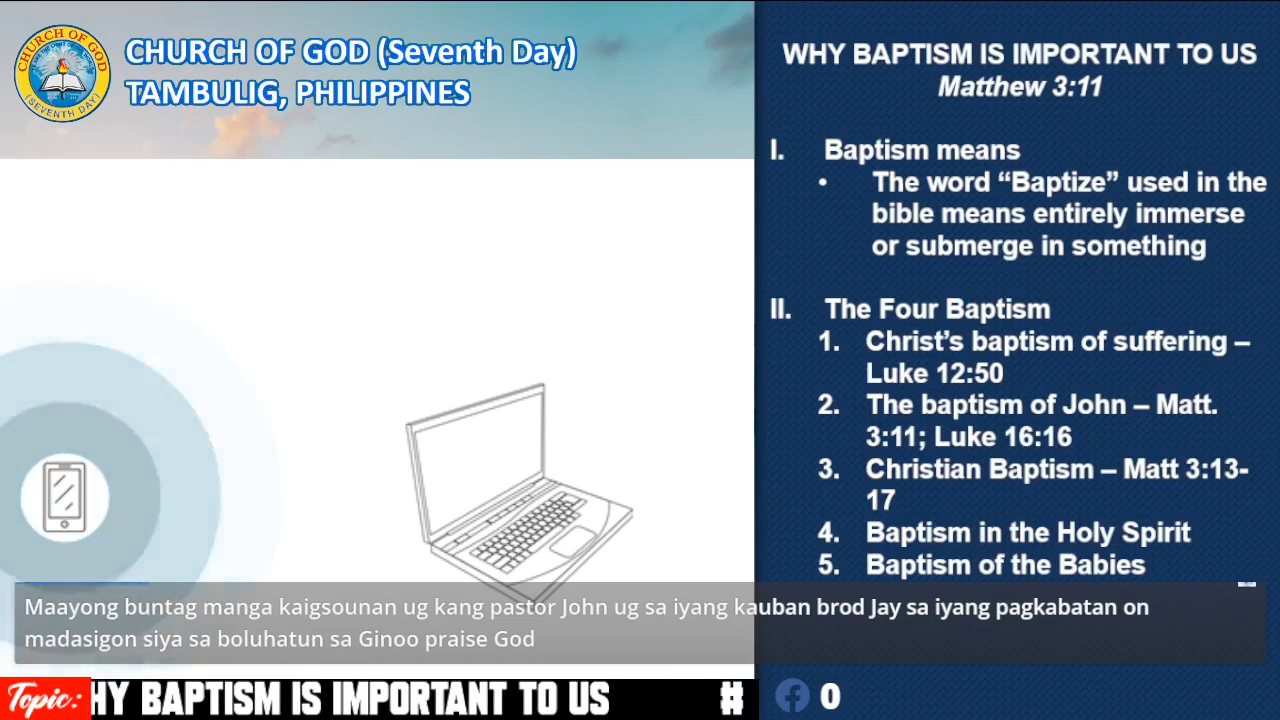 CHURCH OF GOD
(SEVENTH DAY)
CHURCH OF GOD (Seventh Day)
TAMBULIG, PHILIPPINES
WHY BAPTISM IS IMPORTANT TO US
Matthew 3:11
I. Baptism means
• The word “Baptize” used in the
bible means entirely immerse
or submerge in something
II. The Four Baptism
1. Christ’s baptism of suffering –
Luke 12:50
2. The baptism of John – Matt.
3:11; Luke 16:16
3. Christian Baptism – Matt 3:13-
17
4. Baptism in the Holy Spirit
5. Baptism of the Babies
Maayong buntag manga kaigsounan ug kang pastor John ug sa iyang kauban brod Jay sa iyang pagkabatan on
madasigon siya sa boluhatun sa Ginoo praise God
Topic: HY BAPTISM IS IMPORTANT TO US #
0